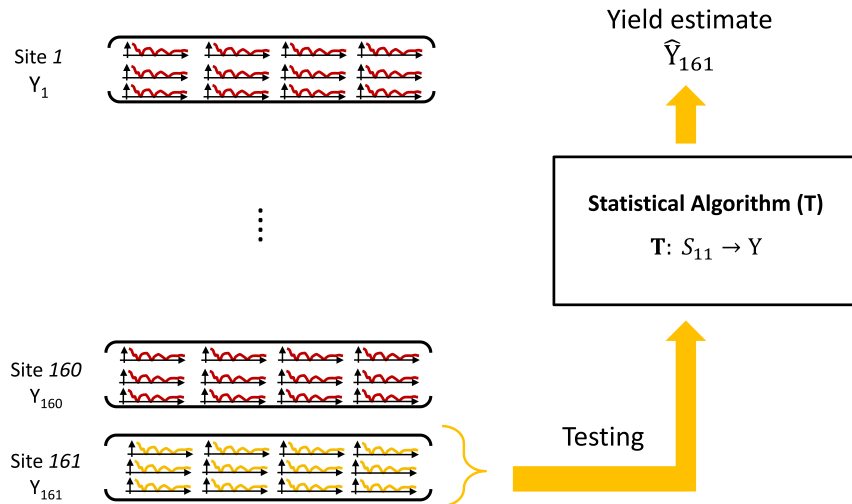 Site 1
Y₁
Site 160
Y₁₆₀
Site 161
Y₁₆₁
Testing
Statistical Algorithm (T)
T: S₁₁ → Y
Yield estimate
Ŷ₁₆₁